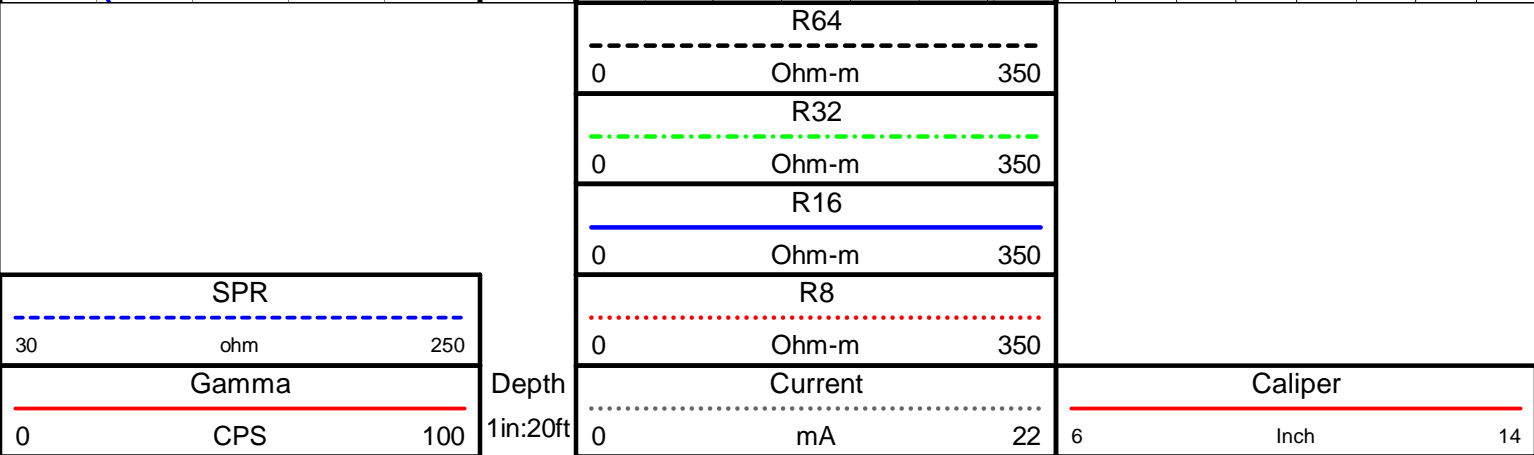 R64
0 Ohm-m 350
R32
0 Ohm-m 350
R16
0 Ohm-m 350
SPR
30 ohm 250
R8
0 Ohm-m 350
Gamma
0 CPS 100
Depth
1in:20ft
Current
0 mA 22
Caliper
6 Inch 14